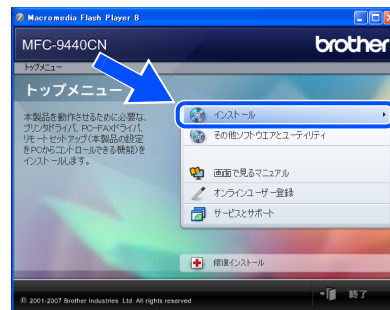 Macromedia Flash Player 8
MFC-9440CN
brother
トップメニュー
トップメニュー
本製品を動作させるために必要な、
プリンタドライバ、PC-FAXドライバ、
リモートセットアップ(本製品の設定
をPCからコントロールできる機能)を
インストールします。
インストール
その他ソフトウエアとユーティリティ
画面で見るマニュアル
オンラインユーザー登録
サービスとサポート
修復インストール
© 2001-2007 Brother Industries Ltd. All rights reserved
終了